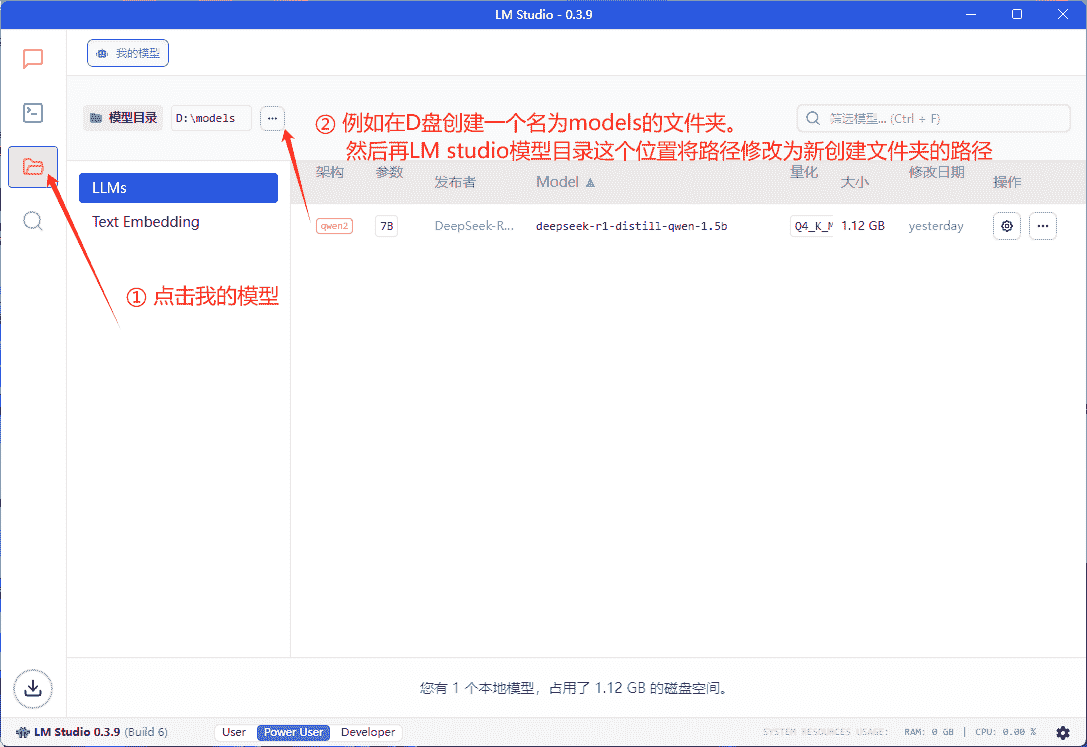 LM Studio - 0.3.9
我的模型
模型目录 D:\models ...
② 例如在D盘创建一个名为models的文件夹。
然后再LM studio模型目录这个位置将路径修改为新创建文件夹的路径
筛选模型... (Ctrl + F)
LLMs
Text Embedding
架构 参数 发布者 Model ▲ 量化 大小 修改日期 操作
qwen2 7B DeepSeek-R... deepseek-r1-distill-qwen-1.5b Q4_K_M 1.12 GB yesterday ...
① 点击我的模型
您有 1 个本地模型，占用了 1.12 GB 的磁盘空间。
LM Studio 0.3.9 (Build 6) User Power User Developer SYSTEM RESOURCES USAGE: RAM: 0 GB | CPU: 0.00 %